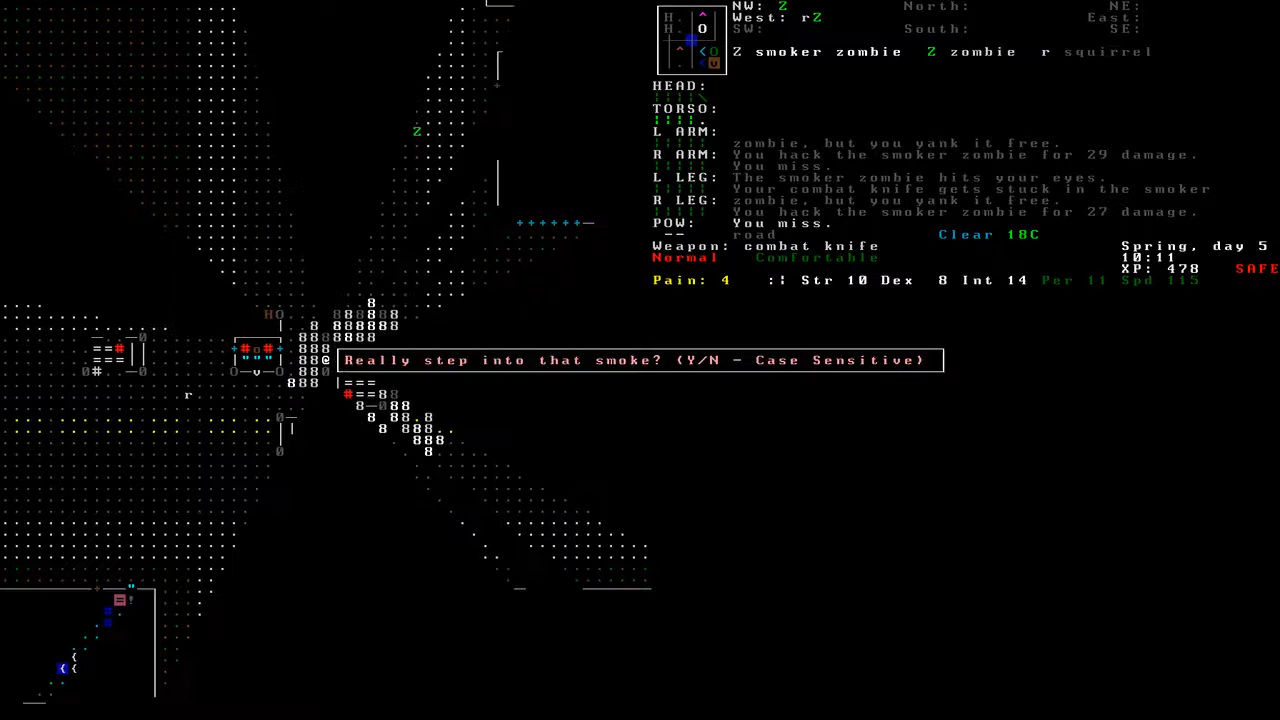 NW: Z North: NE:
West: rZ East:
SW: South: SE:
Z smoker zombie Z zombie r squirrel
HEAD:
TORSO:
L ARM:
zombie, but you yank it free.
R ARM: You hack the smoker zombie for 29 damage.
You miss.
L LEG: The smoker zombie hits your eyes.
Your combat knife gets stuck in the smoker
R LEG: zombie, but you yank it free.
You hack the smoker zombie for 27 damage.
POW: You miss.
-- road Clear 18C
Weapon: combat knife Spring, day 5
Normal Comfortable 10:11
XP: 478 SAFE
Pain: 4 :| Str 10 Dex 8 Int 14 Per 11 Spd 115
Really step into that smoke? (Y/N - Case Sensitive)